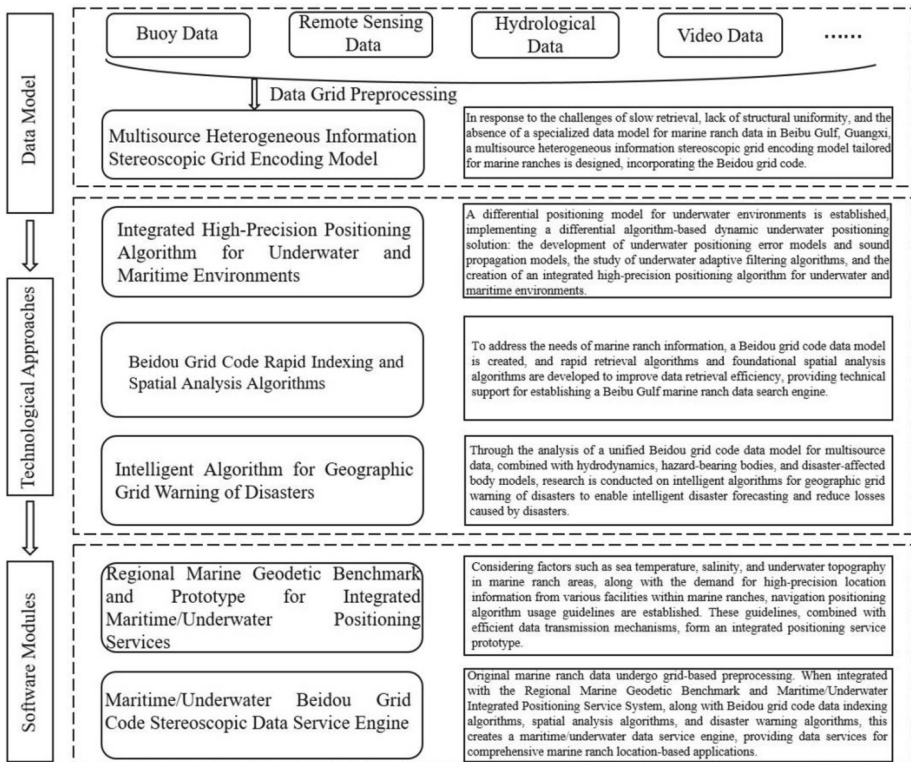 Data Model
Buoy Data
Remote Sensing
Data
Hydrological
Data
Video Data
......
Data Grid Preprocessing
Multisource Heterogeneous Information
Stereoscopic Grid Encoding Model
In response to the challenges of slow retrieval, lack of structural uniformity, and the
absence of a specialized data model for marine ranch data in Beibu Gulf, Guangxi,
a multisource heterogeneous information stereoscopic grid encoding model tailored
for marine ranches is designed, incorporating the Beidou grid code.
Technological Approaches
Integrated High-Precision Positioning
Algorithm for Underwater and
Maritime Environments
A differential positioning model for underwater environments is established,
implementing a differential algorithm-based dynamic underwater positioning
solution: the development of underwater positioning error models and sound
propagation models, the study of underwater adaptive filtering algorithms, and the
creation of an integrated high-precision positioning algorithm for underwater and
maritime environments.
Beidou Grid Code Rapid Indexing and
Spatial Analysis Algorithms
To address the needs of marine ranch information, a Beidou grid code data model
is created, and rapid retrieval algorithms and foundational spatial analysis
algorithms are developed to improve data retrieval efficiency, providing technical
support for establishing a Beibu Gulf marine ranch data search engine.
Intelligent Algorithm for Geographic
Grid Warning of Disasters
Through the analysis of a unified Beidou grid code data model for multisource
data, combined with hydrodynamics, hazard-bearing bodies, and disaster-affected
body models, research is conducted on intelligent algorithms for geographic grid
warning of disasters to enable intelligent disaster forecasting and reduce losses
caused by disasters.
Software Modules
Regional Marine Geodetic Benchmark
and Prototype for Integrated
Maritime/Underwater Positioning
Services
Considering factors such as sea temperature, salinity, and underwater topography
in marine ranch areas, along with the demand for high-precision location
information from various facilities within marine ranches, navigation positioning
algorithm usage guidelines are established. These guidelines, combined with
efficient data transmission mechanisms, form an integrated positioning service
prototype.
Maritime/Underwater Beidou Grid
Code Stereoscopic Data Service Engine
Original marine ranch data undergo grid-based preprocessing. When integrated
with the Regional Marine Geodetic Benchmark and Maritime/Underwater
Integrated Positioning Service System, along with Beidou grid code data indexing
algorithms, spatial analysis algorithms, and disaster warning algorithms, this
creates a maritime/underwater data service engine, providing data services for
comprehensive marine ranch location-based applications.